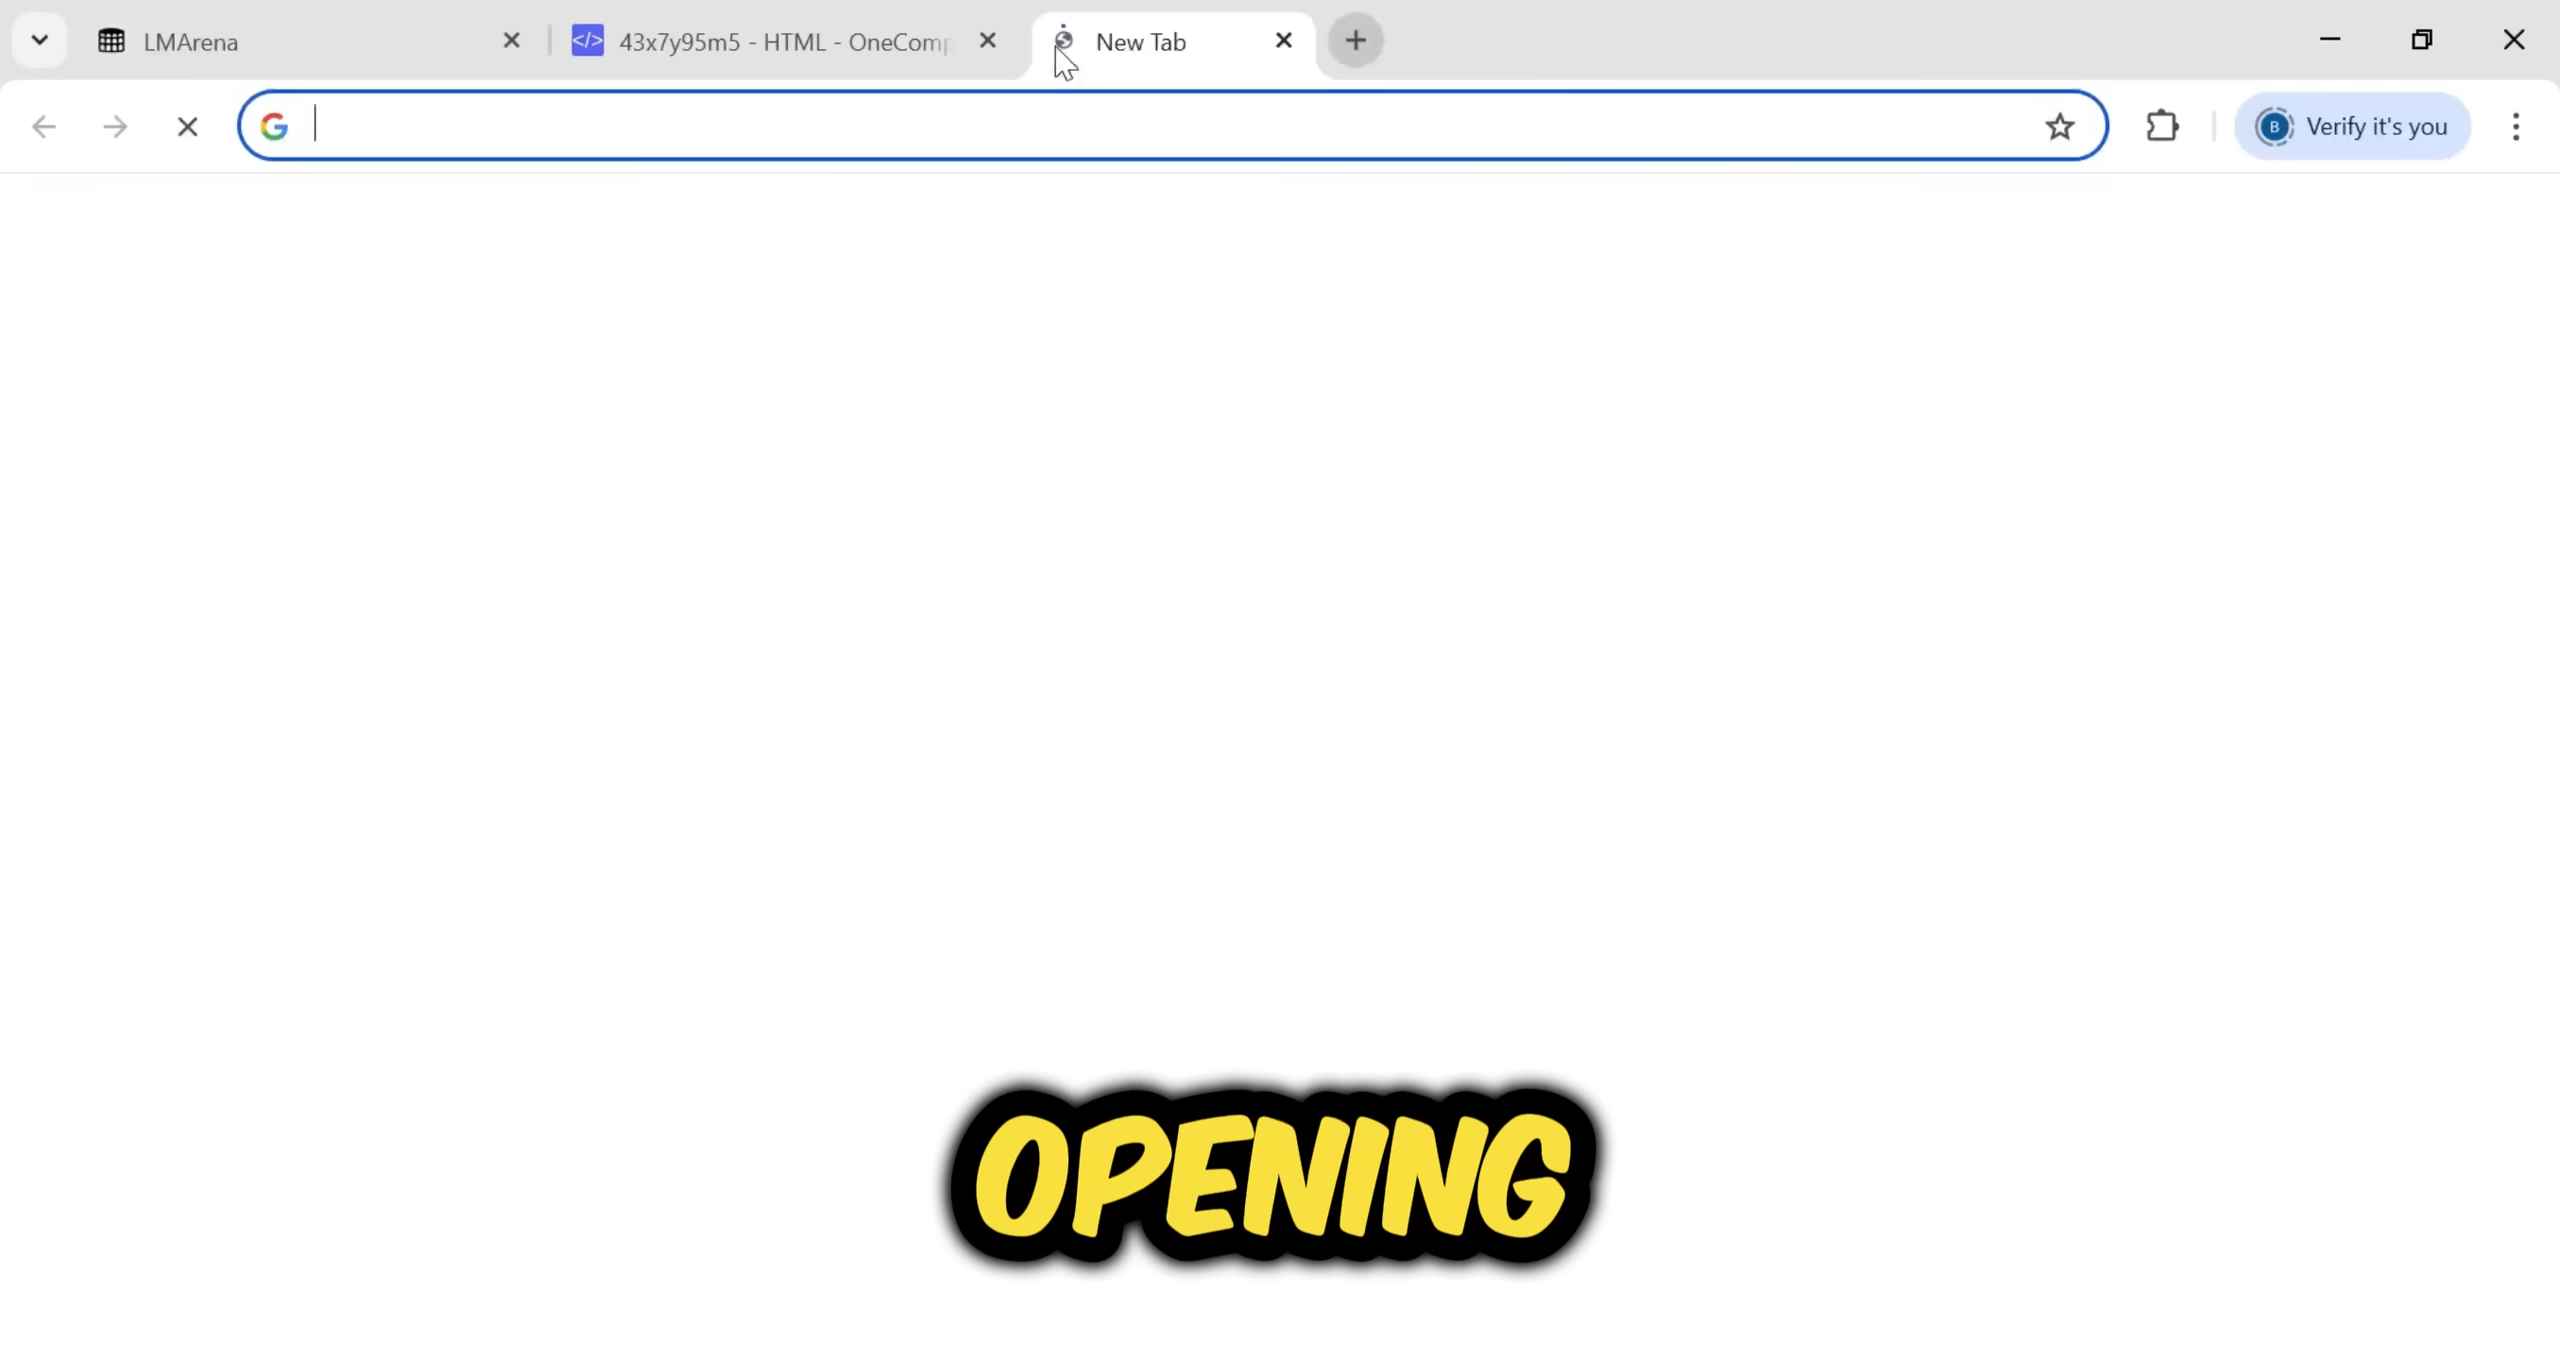 LMArena
43x7y95m5 - HTML - OneComp
New Tab
Verify it's you
B
OPENING